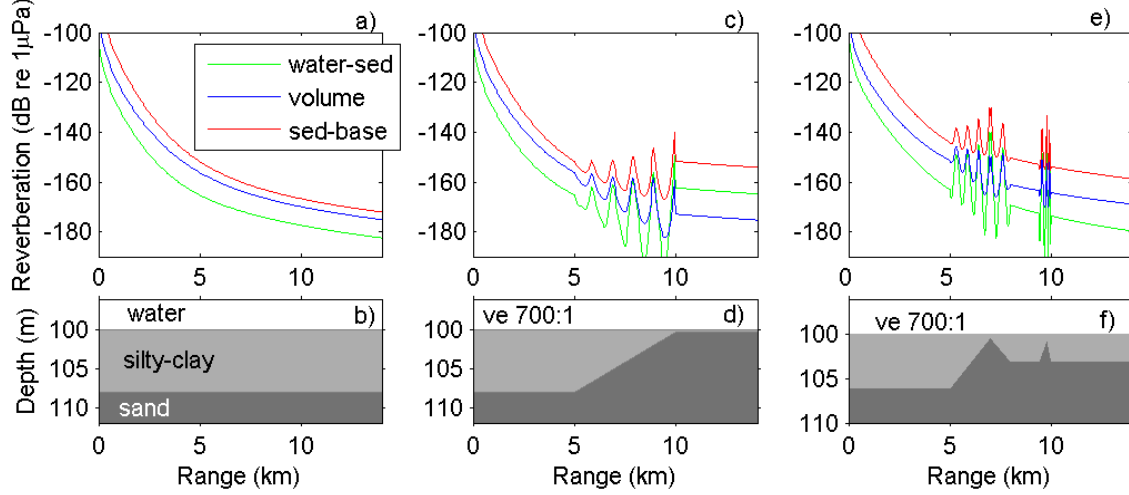 a)
c)
e)
Reverberation (dB re 1μPa)
-100
-120
-140
-160
-180
water-sed
volume
sed-base
0
5
10
-100
-120
-140
-160
-180
0
5
10
-100
-120
-140
-160
-180
0
5
10
Depth (m)
100
105
110
water
b)
silty-clay
sand
0
5
10
Range (km)
100
105
110
ve 700:1
d)
0
5
10
Range (km)
100
105
110
ve 700:1
f)
0
5
10
Range (km)